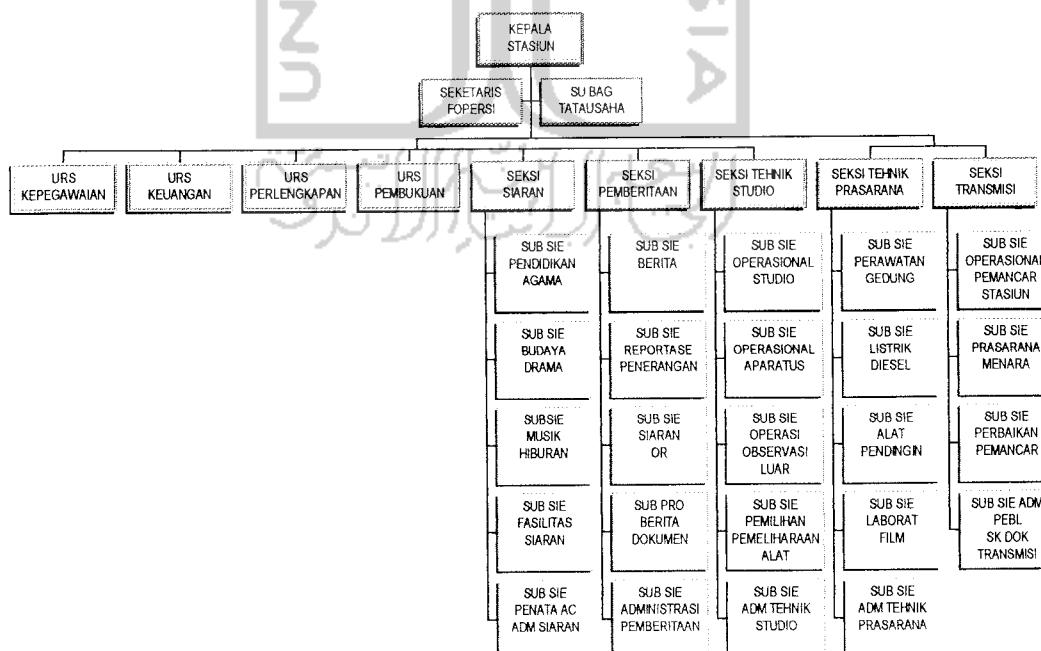 KEPALA
STASIUN
SEKETARIS
FOPERSI
SU BAG
TATAUSAHA
URS
KEPEGAWAIAN
URS
KEUANGAN
URS
PERLENGKAPAN
URS
PEMBUKUAN
SEKSI
SIARAN
SEKSI
PEMBERITAAN
SEKSI TEHNIK
STUDIO
SEKSI TEHNIK
PRASARANA
SEKSI
TRANSMISI
SUB SIE
PENDIDIKAN
AGAMA
SUB SIE
BERITA
SUB SIE
OPERASIONAL
STUDIO
SUB SIE
PERAWATAN
GEDUNG
SUB SIE
OPERASIONAL
PEMANCAR
STASIUN
SUB SIE
BUDAYA
DRAMA
SUB SIE
REPORTASE
PENERANGAN
SUB SIE
OPERASIONAL
APARATUS
SUB SIE
LISTRIK
DIESEL
SUB SIE
PRASARANA
MENARA
SUBSIE
MUSIK
HIBURAN
SUB SIE
SIARAN
OR
SUB SIE
OPERASI
OBSERVASI
LUAR
SUB SIE
ALAT
PENDINGIN
SUB SIE
PERBAIKAN
PEMANCAR
SUB SIE
FASILITAS
SIARAN
SUB PRO
BERITA
DOKUMEN
SUB SIE
PEMILIHAN
PEMELIHARAAN
ALAT
SUB SIE
LABORAT
FILM
SUB SIE ADM
PEBL
SK DOK
TRANSMISI
SUB SIE
PENATA AC
ADM SIARAN
SUB SIE
ADMINISTRASI
PEMBERITAAN
SUB SIE
ADM TEHNIK
STUDIO
SUB SIE
ADM TEHNIK
PRASARANA